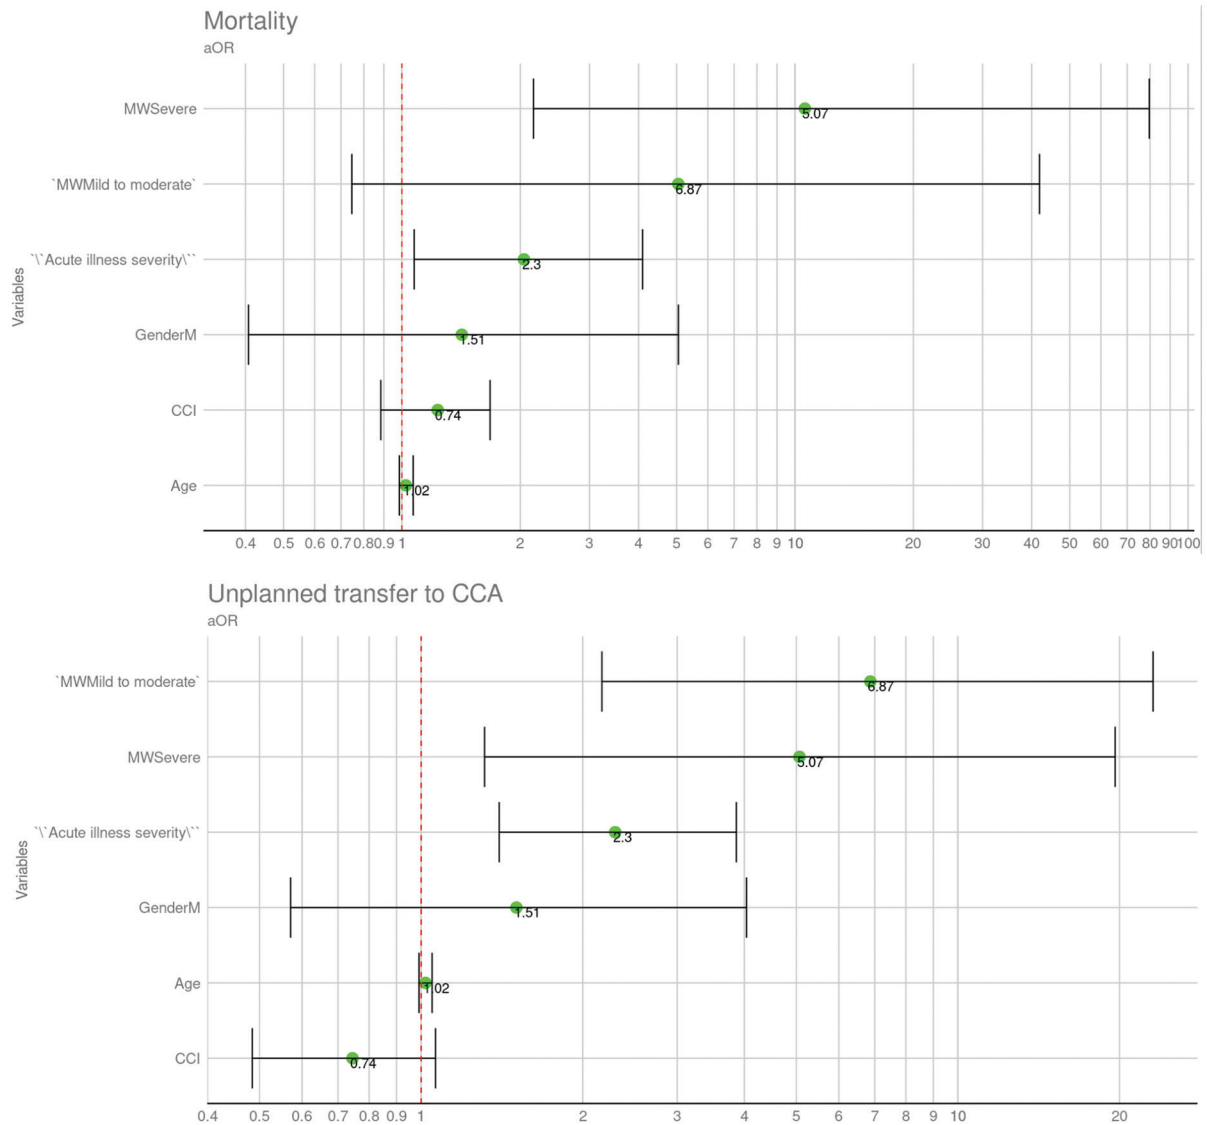 Mortality
aOR
MWSevere
5.07
`MWMild to moderate`
6.87
`\`Acute illness severity\``
2.3
GenderM
1.51
CCI
0.74
Age
1.02
Variables
0.4 0.5 0.6 0.7 0.8 0.9 1 2 3 4 5 6 7 8 9 10 20 30 40 50 60 70 80 90 100
Unplanned transfer to CCA
aOR
`MWMild to moderate`
6.87
MWSevere
5.07
`\`Acute illness severity\``
2.3
GenderM
1.51
Age
1.02
CCI
0.74
Variables
0.4 0.5 0.6 0.7 0.8 0.9 1 2 3 4 5 6 7 8 9 10 20